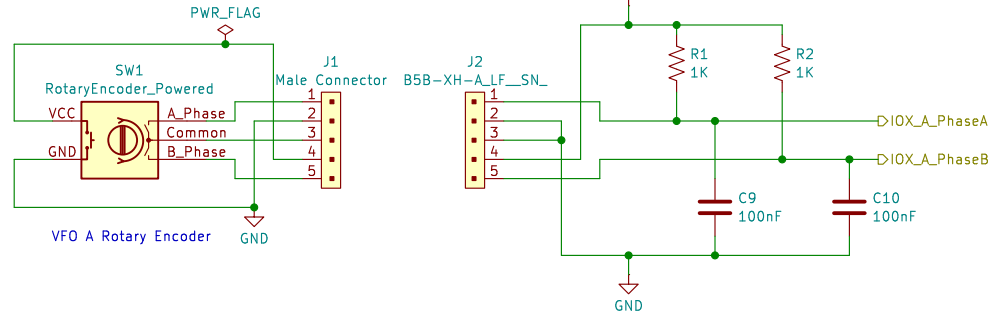 PWR_FLAG
SW1
RotaryEncoder_Powered
VCC
GND
A_Phase
Common
B_Phase
VFO A Rotary Encoder
GND
J1
Male Connector
1
2
3
4
5
J2
B5B-XH-A_LF__SN_
1
2
3
4
5
R1
1K
R2
1K
IOX_A_PhaseA
IOX_A_PhaseB
C9
100nF
C10
100nF
GND